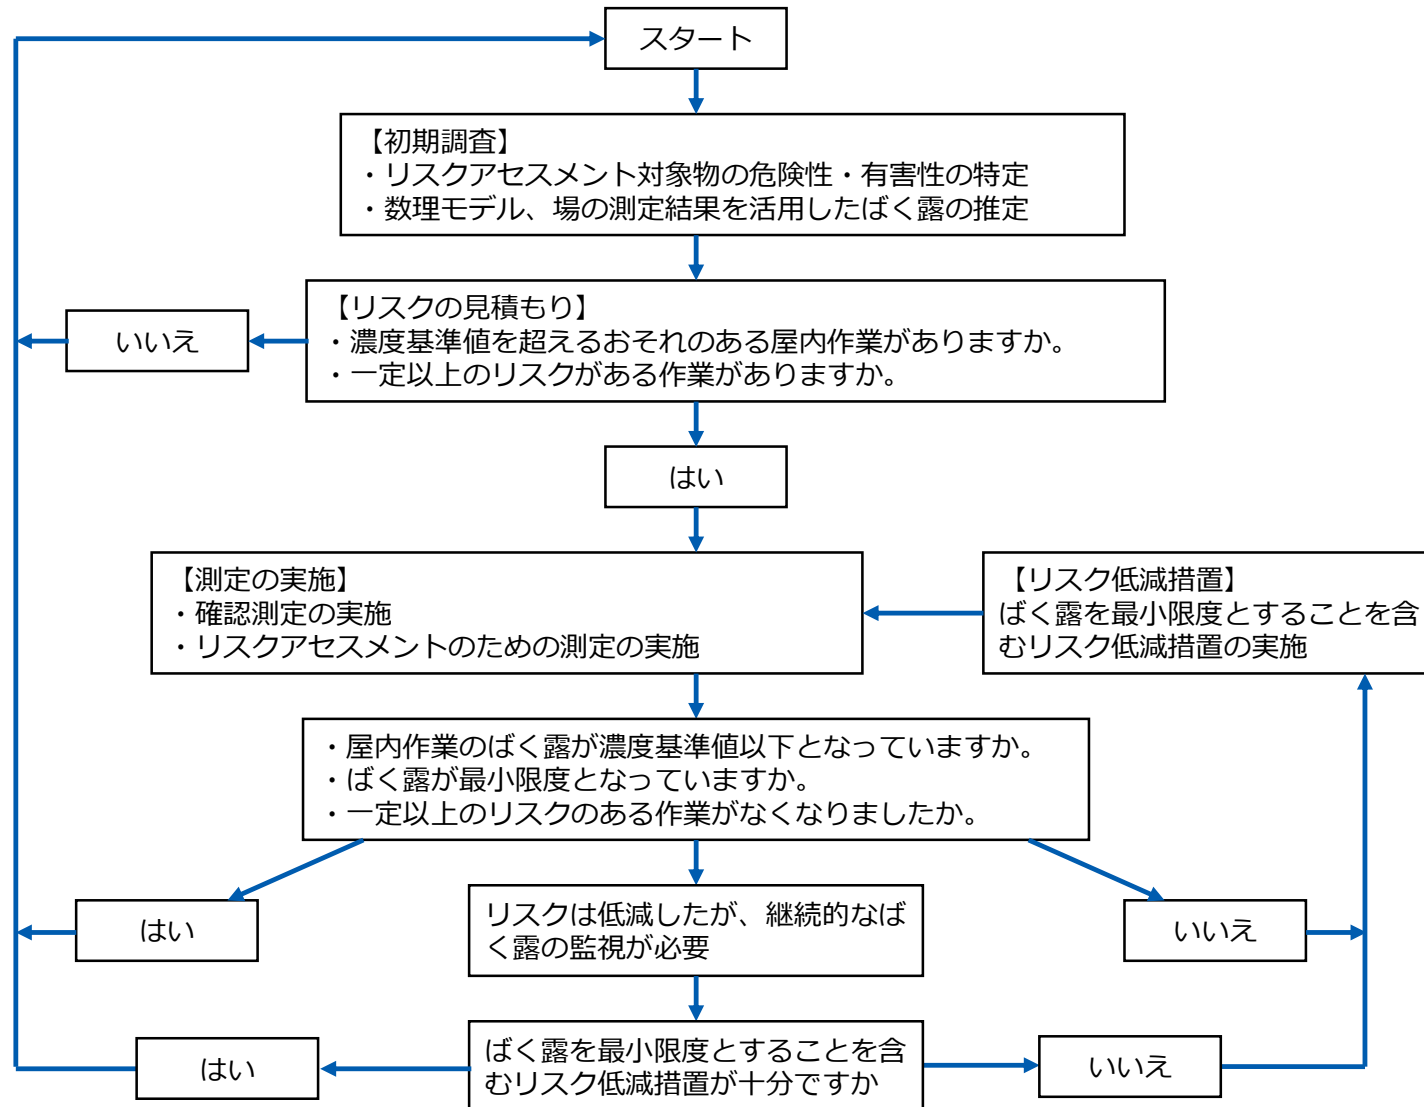 スタート
【初期調査】
・リスクアセスメント対象物の危険性・有害性の特定
・数理モデル、場の測定結果を活用したばく露の推定
【リスクの見積もり】
・濃度基準値を超えるおそれのある屋内作業がありますか。
・一定以上のリスクがある作業がありますか。
いいえ
はい
【測定の実施】
・確認測定の実施
・リスクアセスメントのための測定の実施
【リスク低減措置】
ばく露を最小限度とすることを含
むリスク低減措置の実施
・屋内作業のばく露が濃度基準値以下となっていますか。
・ばく露が最小限度となっていますか。
・一定以上のリスクのある作業がなくなりましたか。
はい
リスクは低減したが、継続的なば
く露の監視が必要
いいえ
はい
ばく露を最小限度とすることを含
むリスク低減措置が十分ですか
いいえ